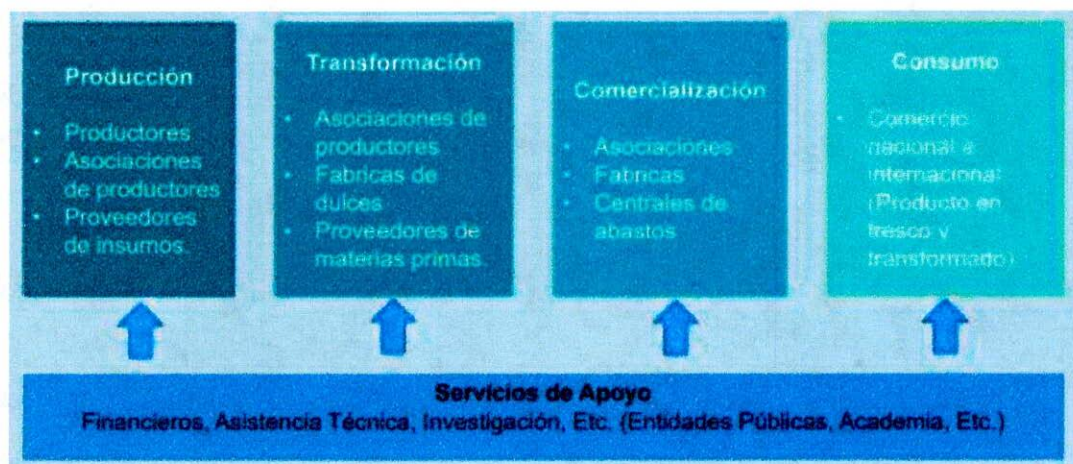 Producción
• Productores
• Asociaciones
de productores
• Proveedores
de insumos.
Transformación
• Asociaciones de
productores
• Fabricas de
dulces
• Proveedores de
materias primas.
Comercialización
• Asociaciones
• Fabricas
• Centrales de
abastos
Consumo
• Comercio
nacional e
internacional
(Producto en
fresco y
transformado)
Servicios de Apoyo
Financieros, Asistencia Técnica, Investigación, Etc. (Entidades Públicas, Academia, Etc.)